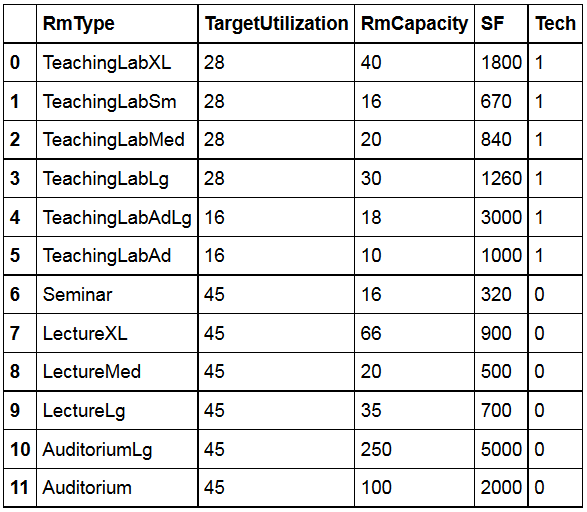 RmType TargetUtilization RmCapacity SF Tech
0 TeachingLabXL 28 40 1800 1
1 TeachingLabSm 28 16 670 1
2 TeachingLabMed 28 20 840 1
3 TeachingLabLg 28 30 1260 1
4 TeachingLabAdLg 16 18 3000 1
5 TeachingLabAd 16 10 1000 1
6 Seminar 45 16 320 0
7 LectureXL 45 66 900 0
8 LectureMed 45 20 500 0
9 LectureLg 45 35 700 0
10 AuditoriumLg 45 250 5000 0
11 Auditorium 45 100 2000 0